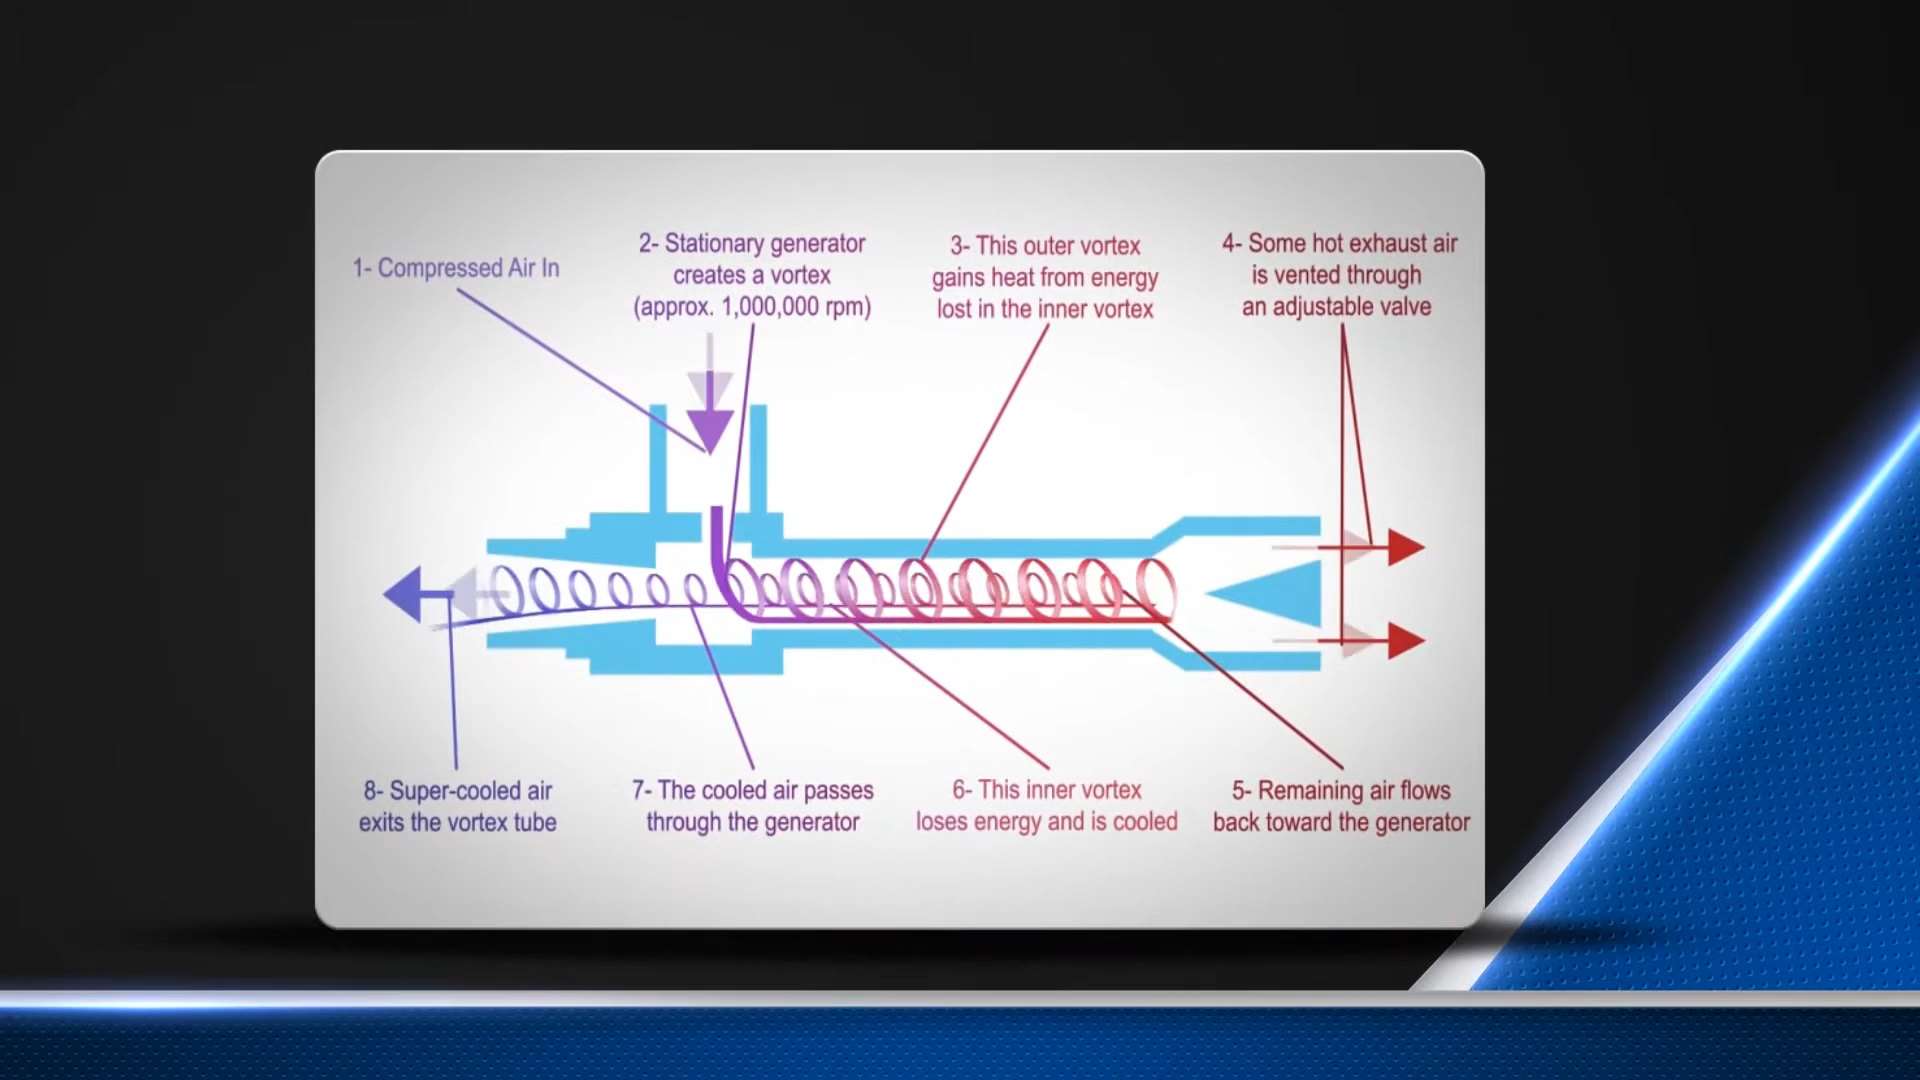 1- Compressed Air In
2- Stationary generator
creates a vortex
(approx. 1,000,000 rpm)
3- This outer vortex
gains heat from energy
lost in the inner vortex
4- Some hot exhaust air
is vented through
an adjustable valve
8- Super-cooled air
exits the vortex tube
7- The cooled air passes
through the generator
6- This inner vortex
loses energy and is cooled
5- Remaining air flows
back toward the generator